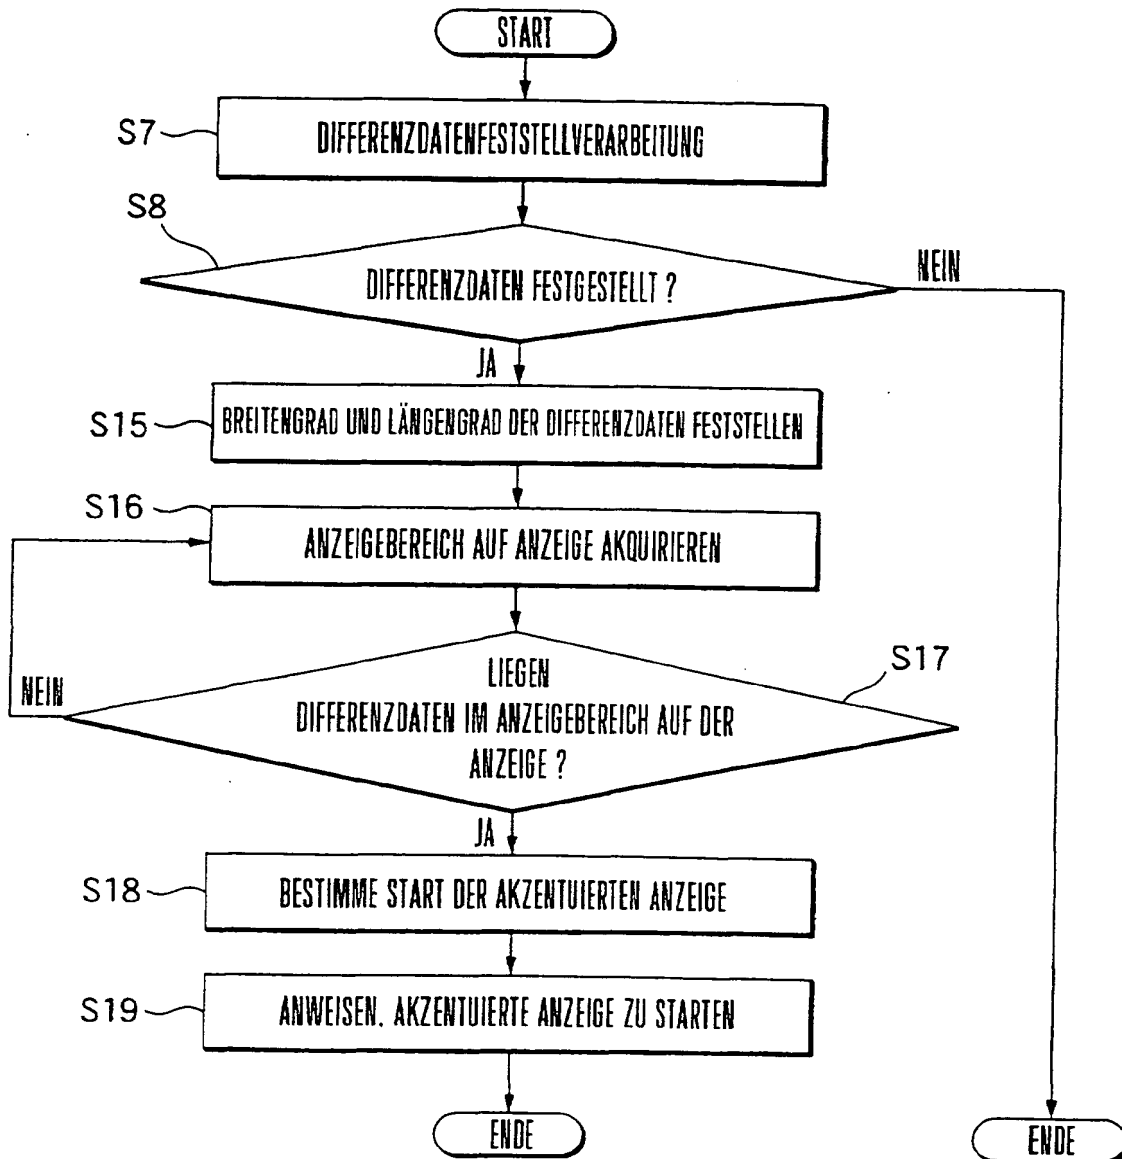 START
S7
DIFFERENZDATENFESTSTELLVERARBEITUNG
S8
DIFFERENZDATEN FESTGESTELLT ?
NEIN
JA
S15
BREITENGRAD UND LÄNGENGRAD DER DIFFERENZDATEN FESTSTELLEN
S16
ANZEIGEBEREICH AUF ANZEIGE AKQUIRIEREN
S17
NEIN
LIEGEN
DIFFERENZDATEN IM ANZEIGEBEREICH AUF DER
ANZEIGE ?
JA
S18
BESTIMME START DER AKZENTUIERTEN ANZEIGE
S19
ANWEISEN, AKZENTUIERTE ANZEIGE ZU STARTEN
ENDE
ENDE